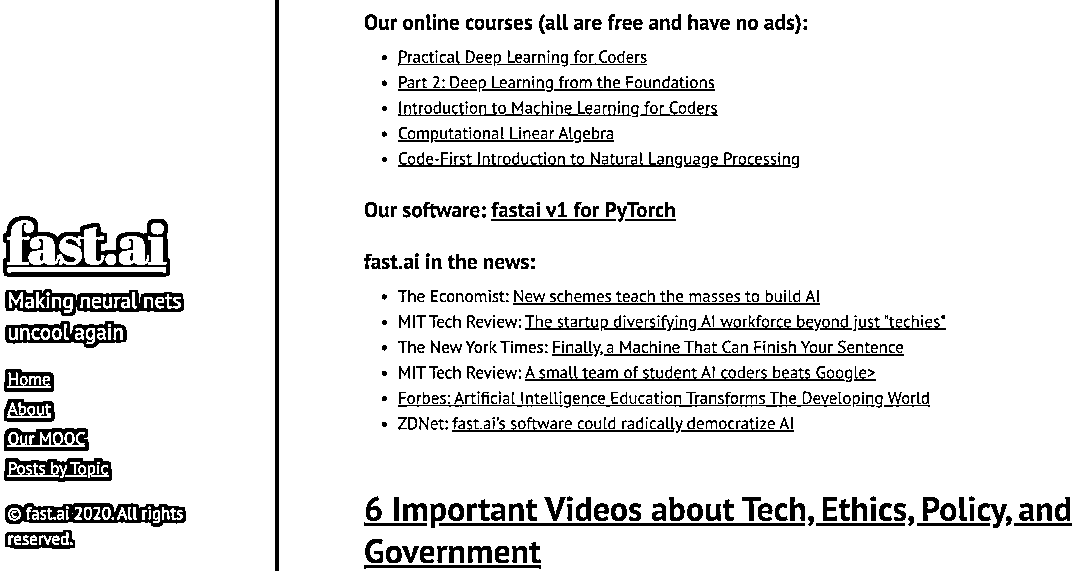 fast.ai
Making neural nets
uncool again
Home
About
Our MOOC
Posts by Topic
© fast.ai 2020. All rights
reserved.
Our online courses (all are free and have no ads):
• Practical Deep Learning for Coders
• Part 2: Deep Learning from the Foundations
• Introduction to Machine Learning for Coders
• Computational Linear Algebra
• Code-First Introduction to Natural Language Processing
Our software: fastai v1 for PyTorch
fast.ai in the news:
• The Economist: New schemes teach the masses to build AI
• MIT Tech Review: The startup diversifying AI workforce beyond just "techies"
• The New York Times: Finally, a Machine That Can Finish Your Sentence
• MIT Tech Review: A small team of student AI coders beats Google>
• Forbes: Artificial Intelligence Education Transforms The Developing World
• ZDNet: fast.ai's software could radically democratize AI
6 Important Videos about Tech, Ethics, Policy, and
Government